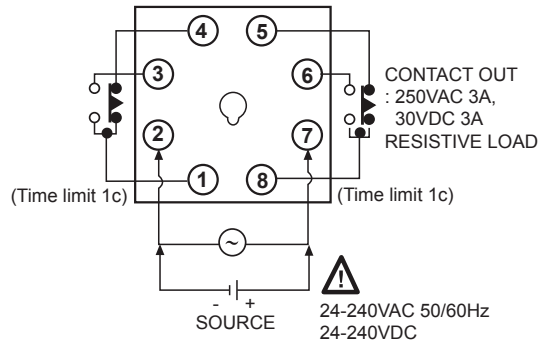 4 5
3 6
2 7
1 8
CONTACT OUT
: 250VAC 3A,
30VDC 3A
RESISTIVE LOAD
(Time limit 1c) (Time limit 1c)
~
- +
SOURCE
!
24-240VAC 50/60Hz
24-240VDC